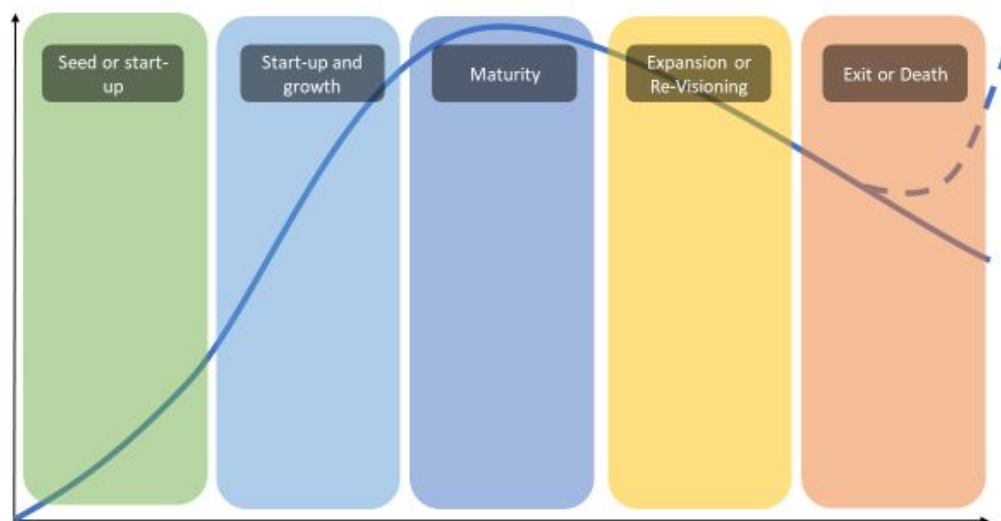 Seed or start-
up
Start-up and
growth
Maturity
Expansion or
Re-Visioning
Exit or Death